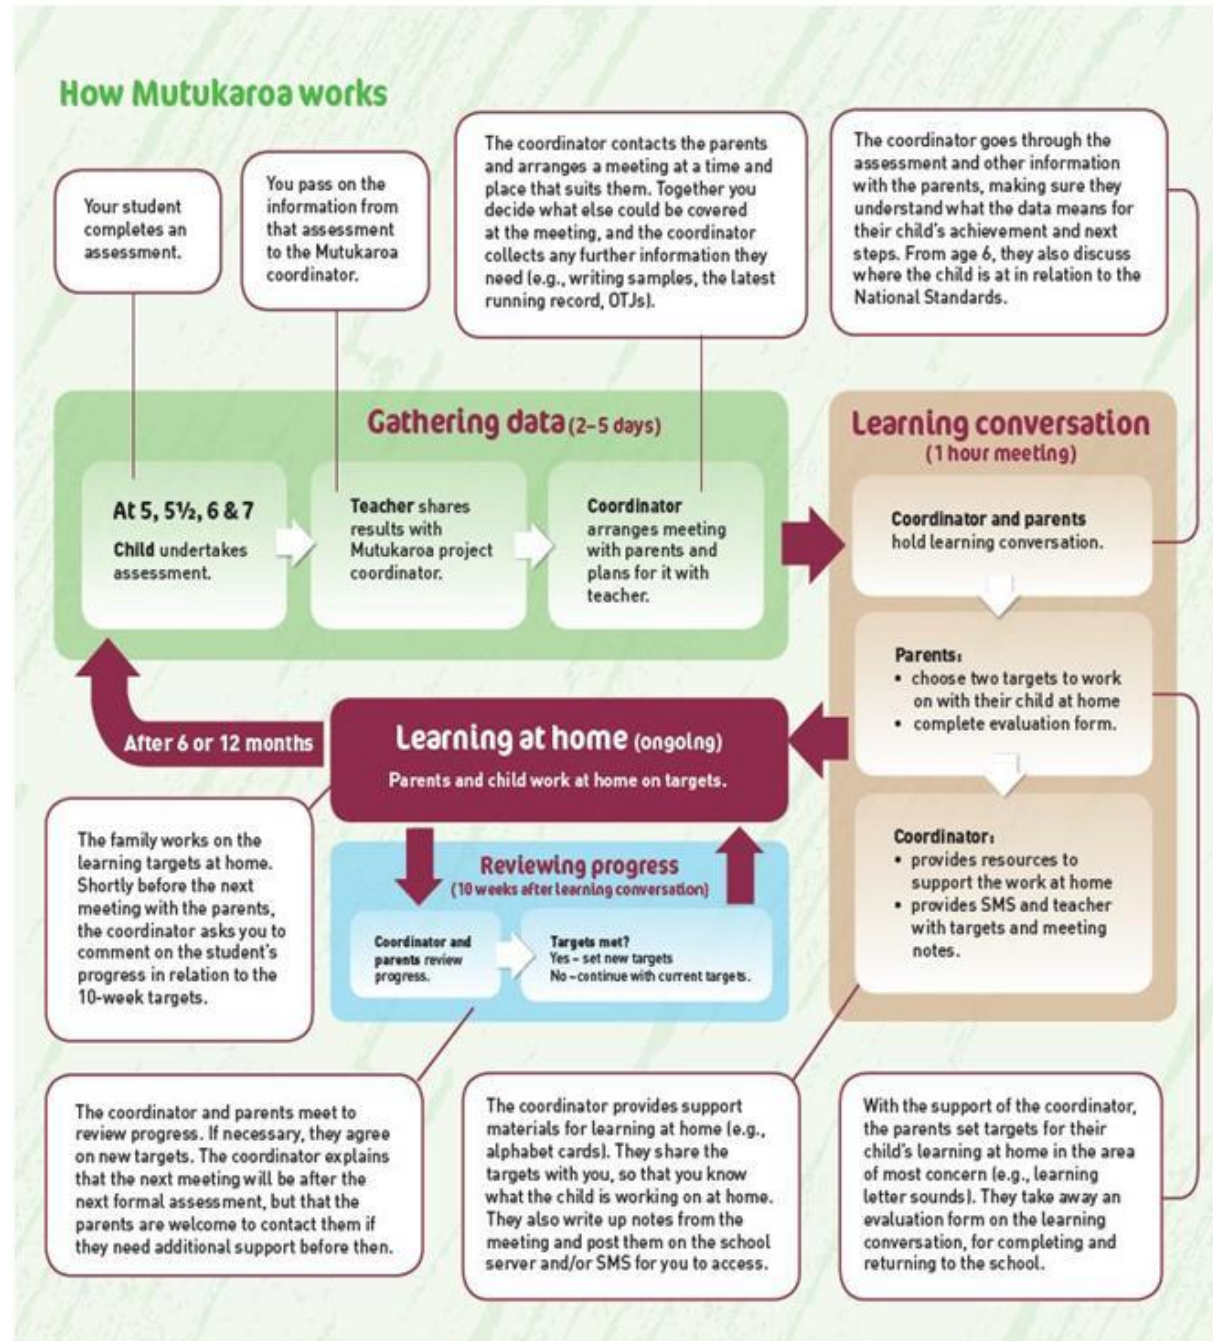 How Mutukaroa works
Your student
completes an
assessment.
You pass on the
information from
that assessment
to the Mutukaroa
coordinator.
The coordinator contacts the parents
and arranges a meeting at a time and
place that suits them. Together you
decide what else could be covered
at the meeting, and the coordinator
collects any further information they
need (e.g., writing samples, the latest
running record, OTJs).
The coordinator goes through the
assessment and other information
with the parents, making sure they
understand what the data means for
their child's achievement and next
steps. From age 6, they also discuss
where the child is at in relation to the
National Standards.
Gathering data (2–5 days)
At 5, 5½, 6 & 7
Child undertakes
assessment.
Teacher shares
results with
Mutukaroa project
coordinator.
Coordinator
arranges meeting
with parents and
plans for it with
teacher.
Learning conversation
(1 hour meeting)
Coordinator and parents
hold learning conversation.
Parents:
• choose two targets to work
on with their child at home
• complete evaluation form.
Coordinator:
• provides resources to
support the work at home
• provides SMS and teacher
with targets and meeting
notes.
Learning at home (ongoing)
Parents and child work at home on targets.
After 6 or 12 months
Reviewing progress
(10 weeks after learning conversation)
Coordinator and
parents review
progress.
Targets met?
Yes – set new targets
No – continue with current targets.
The family works on the
learning targets at home.
Shortly before the next
meeting with the parents,
the coordinator asks you to
comment on the student's
progress in relation to the
10-week targets.
The coordinator and parents meet to
review progress. If necessary, they agree
on new targets. The coordinator explains
that the next meeting will be after the
next formal assessment, but that the
parents are welcome to contact them if
they need additional support before then.
The coordinator provides support
materials for learning at home (e.g.,
alphabet cards). They share the
targets with you, so that you know
what the child is working on at home.
They also write up notes from the
meeting and post them on the school
server and/or SMS for you to access.
With the support of the coordinator,
the parents set targets for their
child's learning at home in the area
of most concern (e.g., learning
letter sounds). They take away an
evaluation form on the learning
conversation, for completing and
returning to the school.